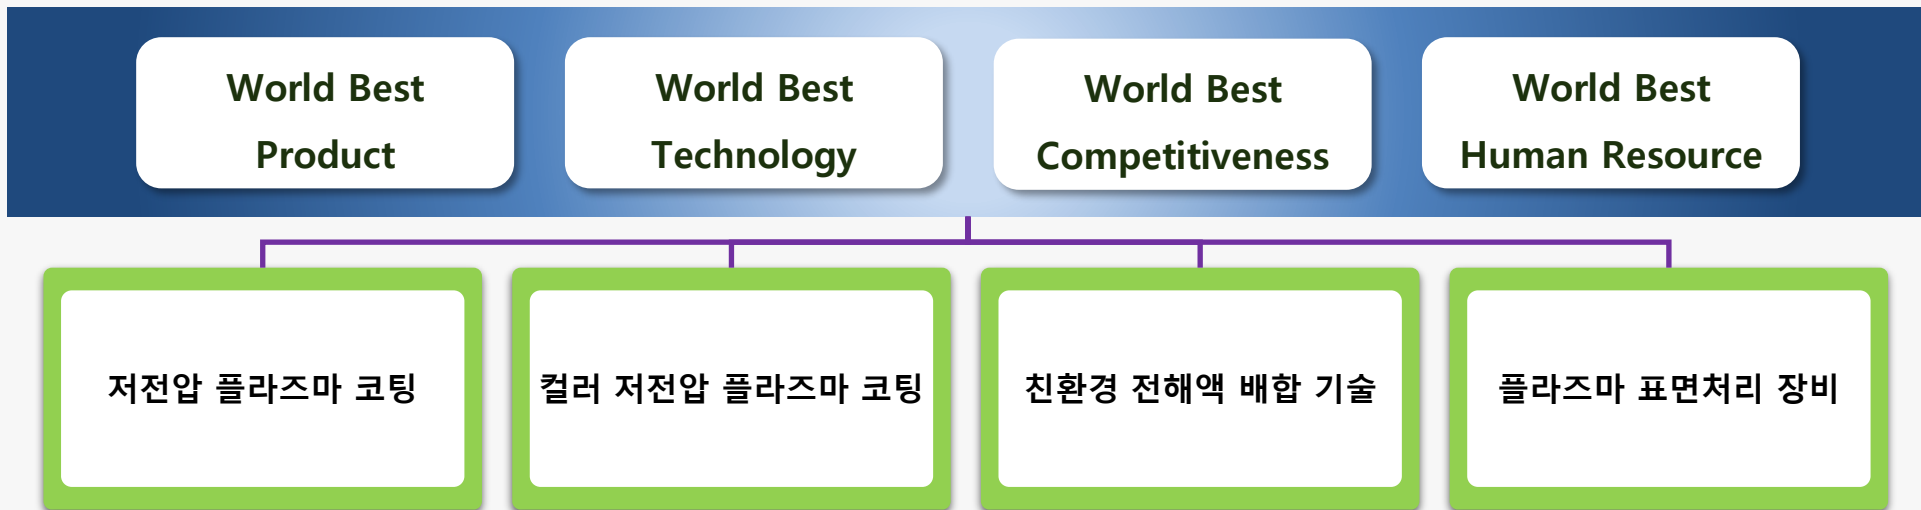 World Best
Product
World Best
Technology
World Best
Competitiveness
World Best
Human Resource
저전압 플라즈마 코팅
컬러 저전압 플라즈마 코팅
친환경 전해액 배합 기술
플라즈마 표면처리 장비